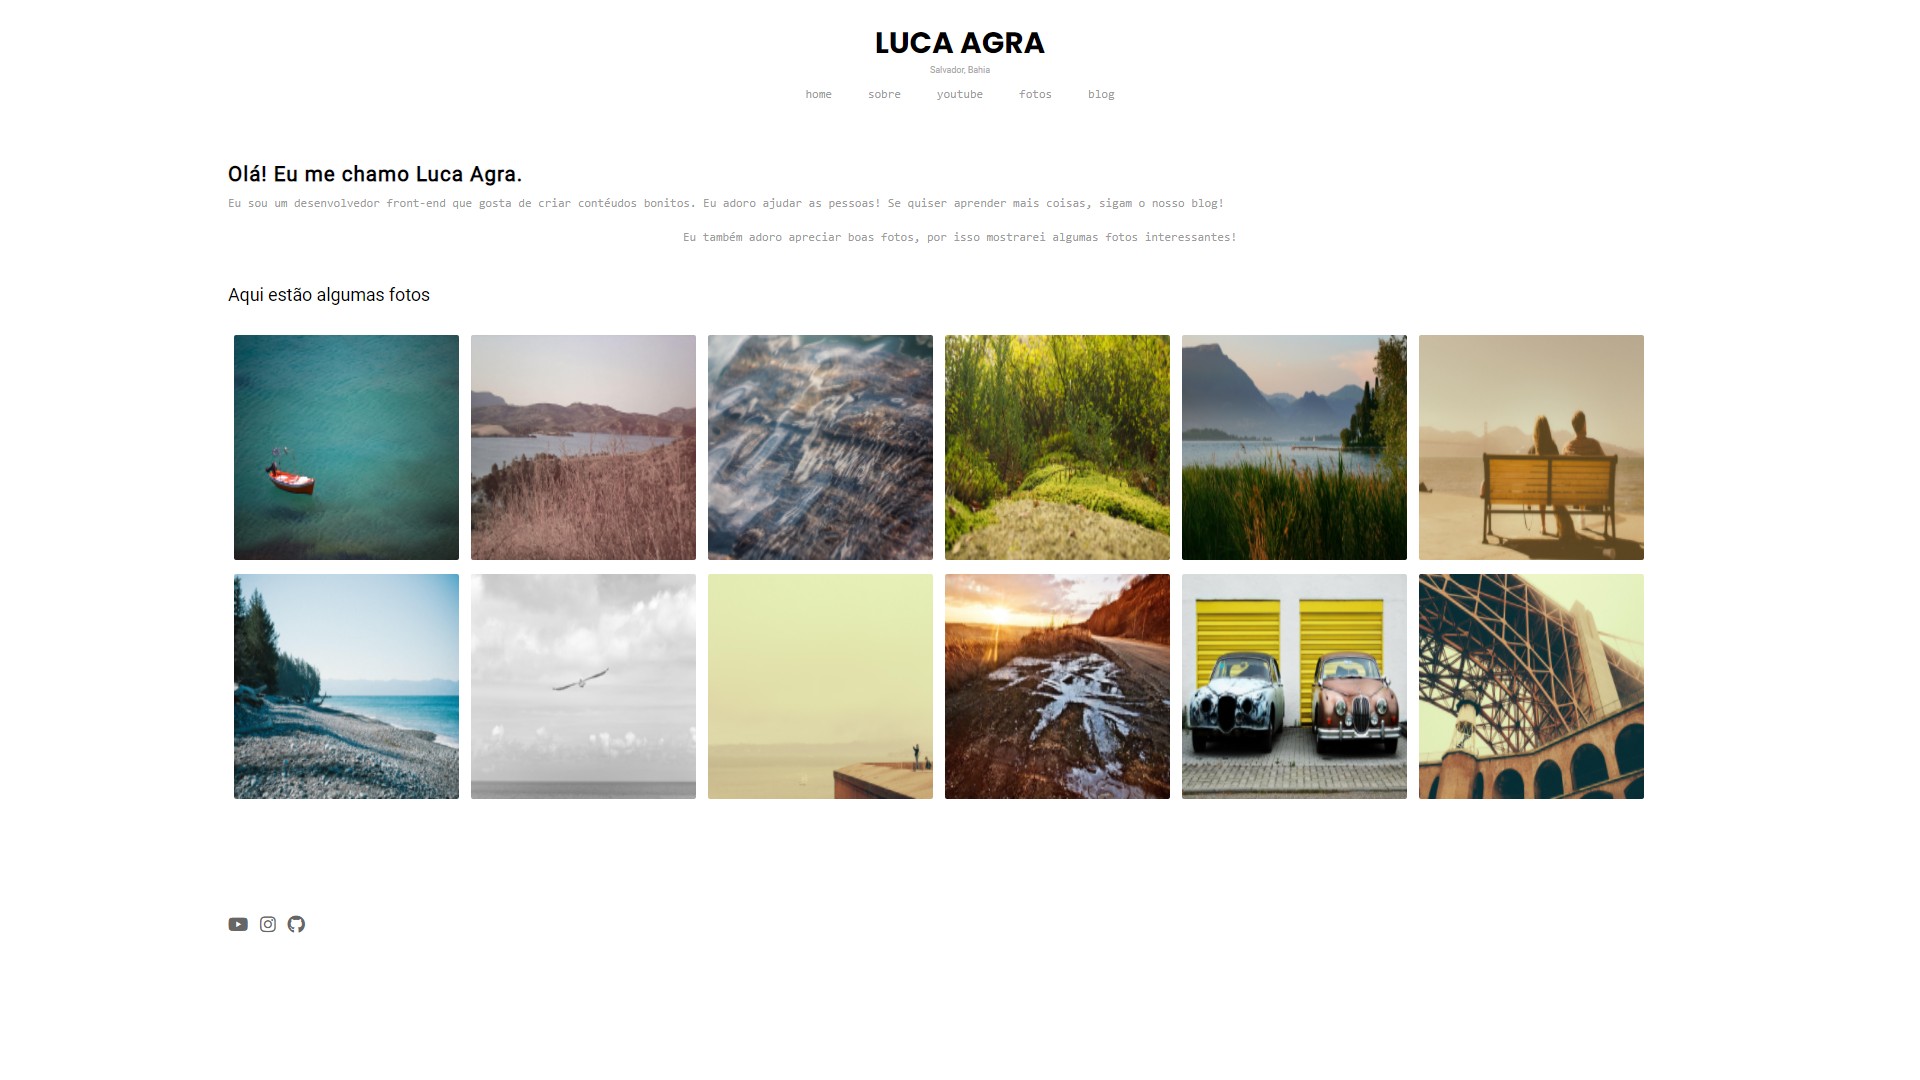 LUCA AGRA
Salvador, Bahia
home sobre youtube fotos blog
Olá! Eu me chamo Luca Agra.
Eu sou um desenvolvedor front-end que gosta de criar contéudos bonitos. Eu adoro ajudar as pessoas! Se quiser aprender mais coisas, sigam o nosso blog!
Eu também adoro apreciar boas fotos, por isso mostrarei algumas fotos interessantes!
Aqui estão algumas fotos